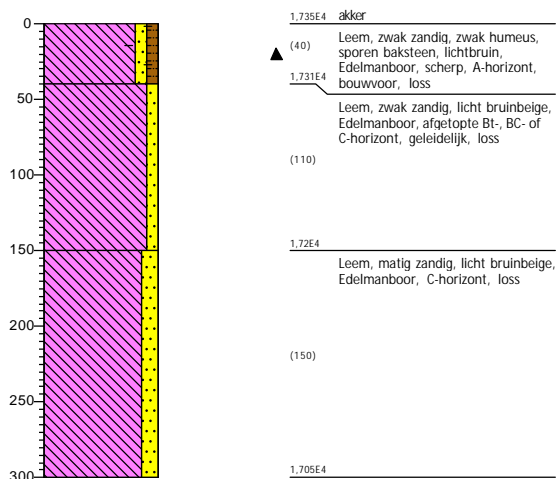 0
50
100
150
200
250
300
1,735E4 akker
(40)
Leem, zwak zandig, zwak humeus,
sporen baksteen, lichtbruin,
Edelmanboor, scherp, A-horizont,
bouwvoor, loss
1,731E4
Leem, zwak zandig, licht bruinbeige,
Edelmanboor, afgetopte Bt-, BC- of
C-horizont, geleidelijk, loss
(110)
1,72E4
Leem, matig zandig, licht bruinbeige,
Edelmanboor, C-horizont, loss
(150)
1,705E4